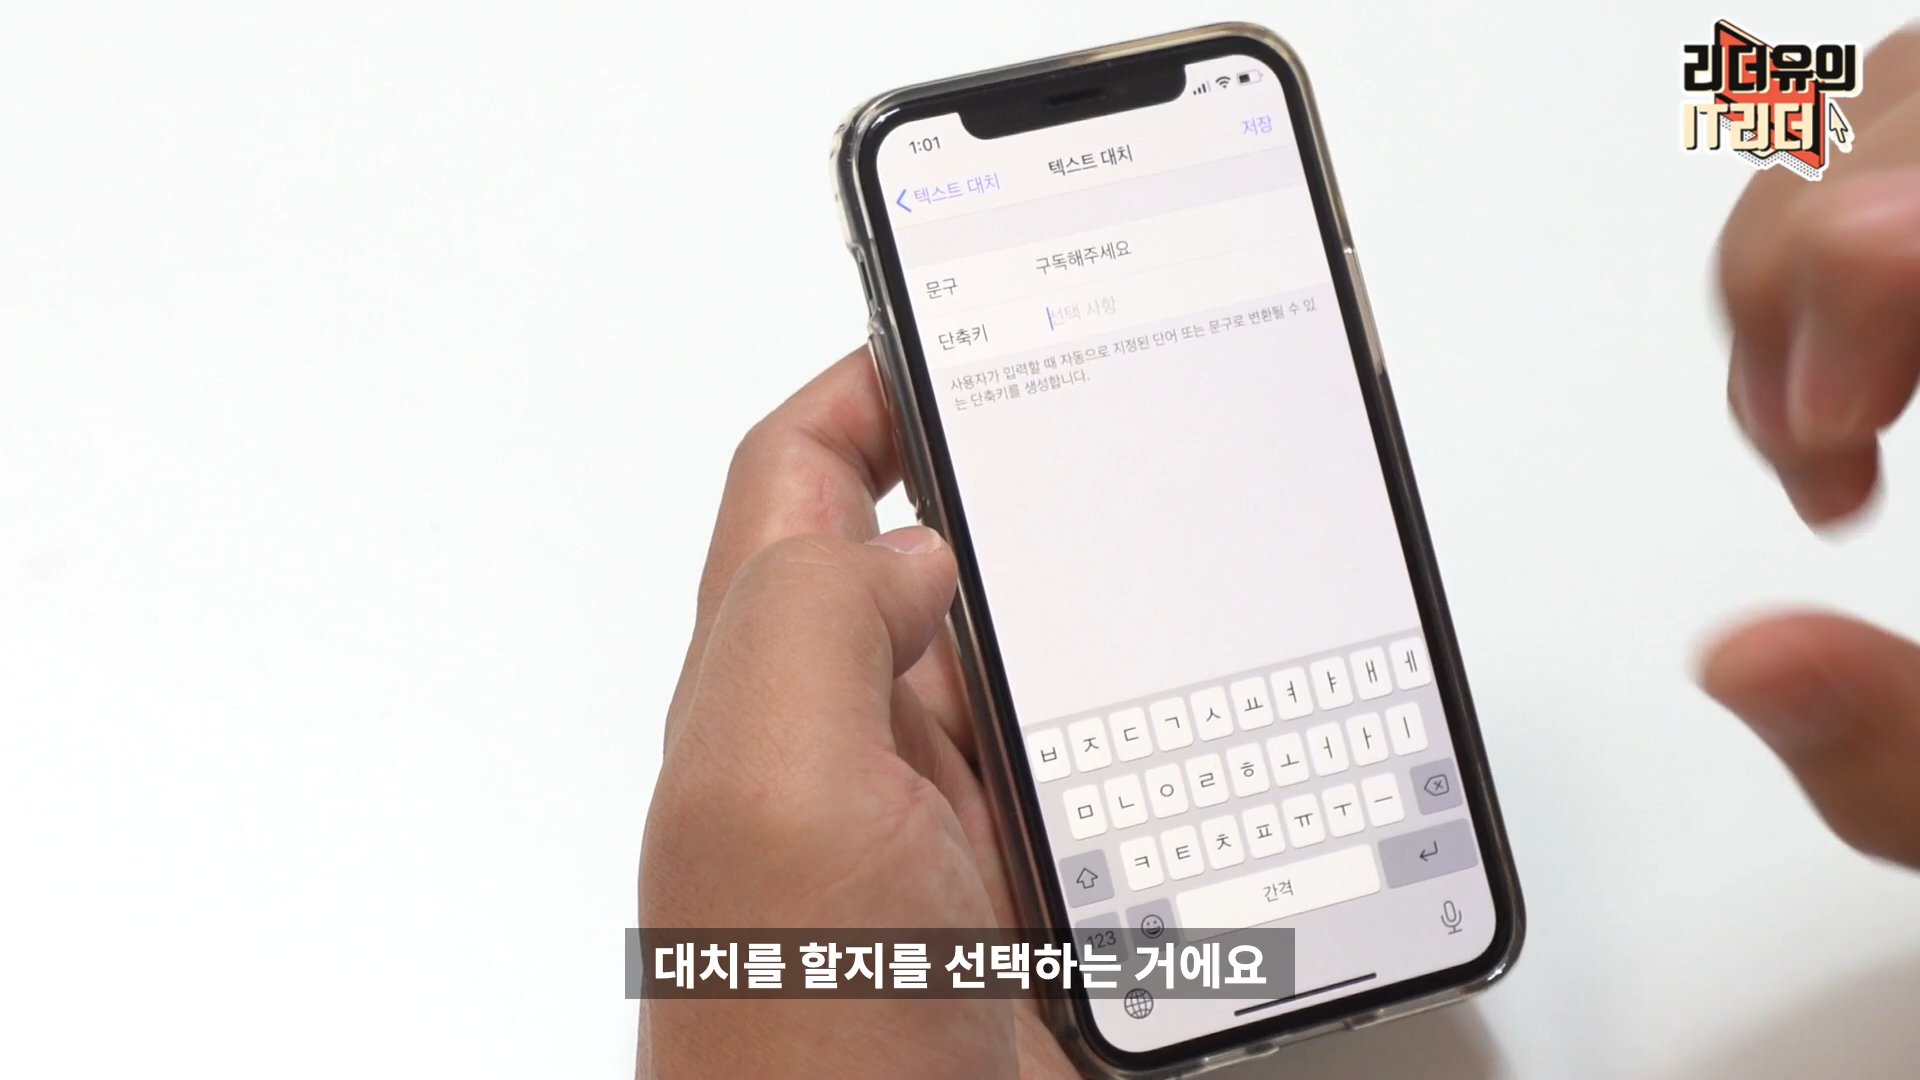 리더유의
IT리더
1:01
저장
텍스트 대치
텍스트 대치
문구 구독해주세요
단축키 선택 사항
사용자가 입력할 때 자동으로 지정된 단어 또는 문구로 변환될 수 있
는 단축키를 생성합니다.
ㅂ ㅈ ㄷ ㄱ ㅅ ㅛ ㅕ ㅑ ㅐ ㅔ
ㅁ ㄴ ㅇ ㄹ ㅎ ㅗ ㅓ ㅏ ㅣ
ㅋ ㅌ ㅊ ㅍ ㅠ ㅜ ㅡ
123 간격
대치를 할지를 선택하는 거에요